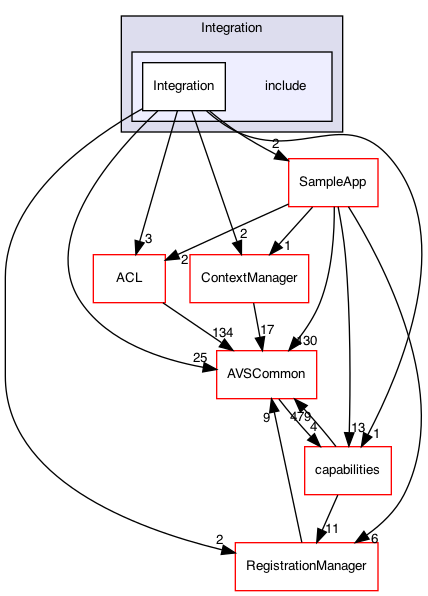 Integration
Integration
include
2
SampleApp
3
2
2
1
ACL
ContextManager
134
17
30
25
AVSCommon
9
479
4
13
1
capabilities
11
2
6
RegistrationManager